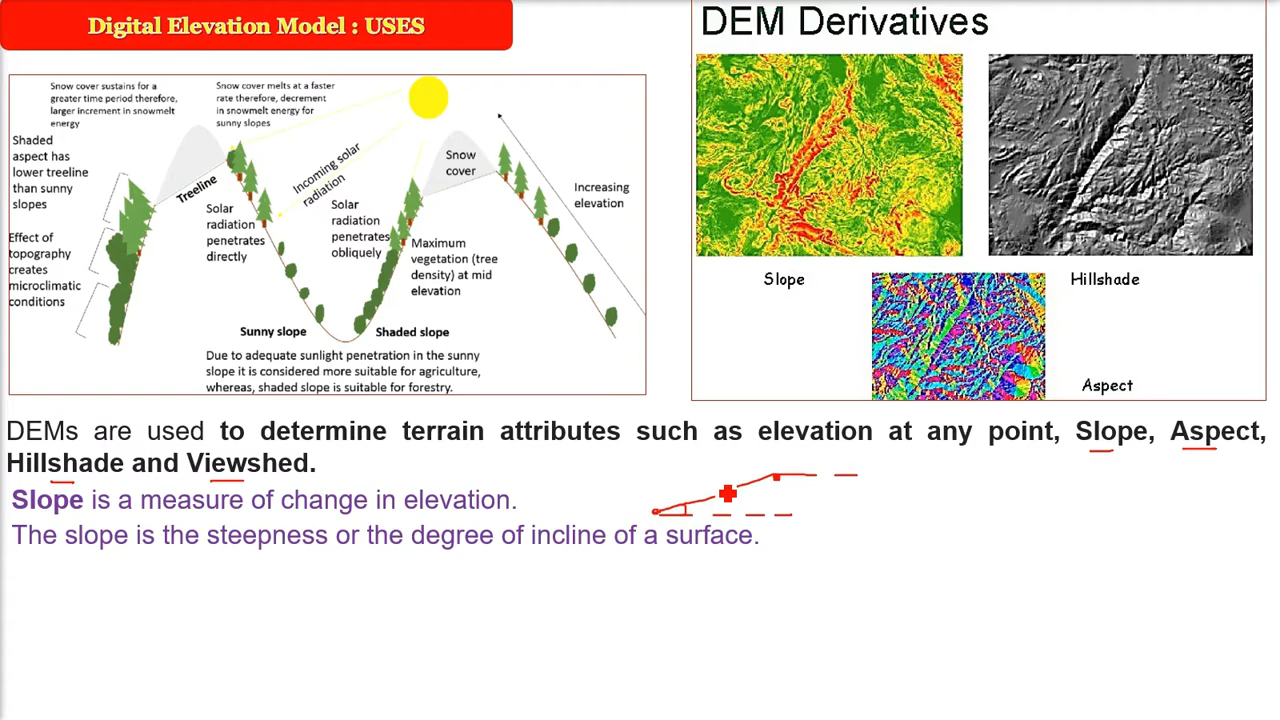 Digital Elevation Model : USES
Snow cover sustains for a
greater time period therefore,
larger increment in snowmelt
energy
Snow cover melts at a faster
rate therefore, decrement
in snowmelt energy for
sunny slopes
Shaded
aspect has
lower treeline
than sunny
slopes
Treeline
Incoming solar
radiation
Snow
cover
Increasing
elevation
Effect of
topography
creates
microclimatic
conditions
Solar
radiation
penetrates
directly
Solar
radiation
penetrates
obliquely
Maximum
vegetation (tree
density) at mid
elevation
Sunny slope
Shaded slope
Due to adequate sunlight penetration in the sunny
slope it is considered more suitable for agriculture,
whereas, shaded slope is suitable for forestry.
DEM Derivatives
Slope
Hillshade
Aspect
DEMs are used to determine terrain attributes such as elevation at any point, Slope, Aspect,
Hillshade and Viewshed.
Slope is a measure of change in elevation.
The slope is the steepness or the degree of incline of a surface.